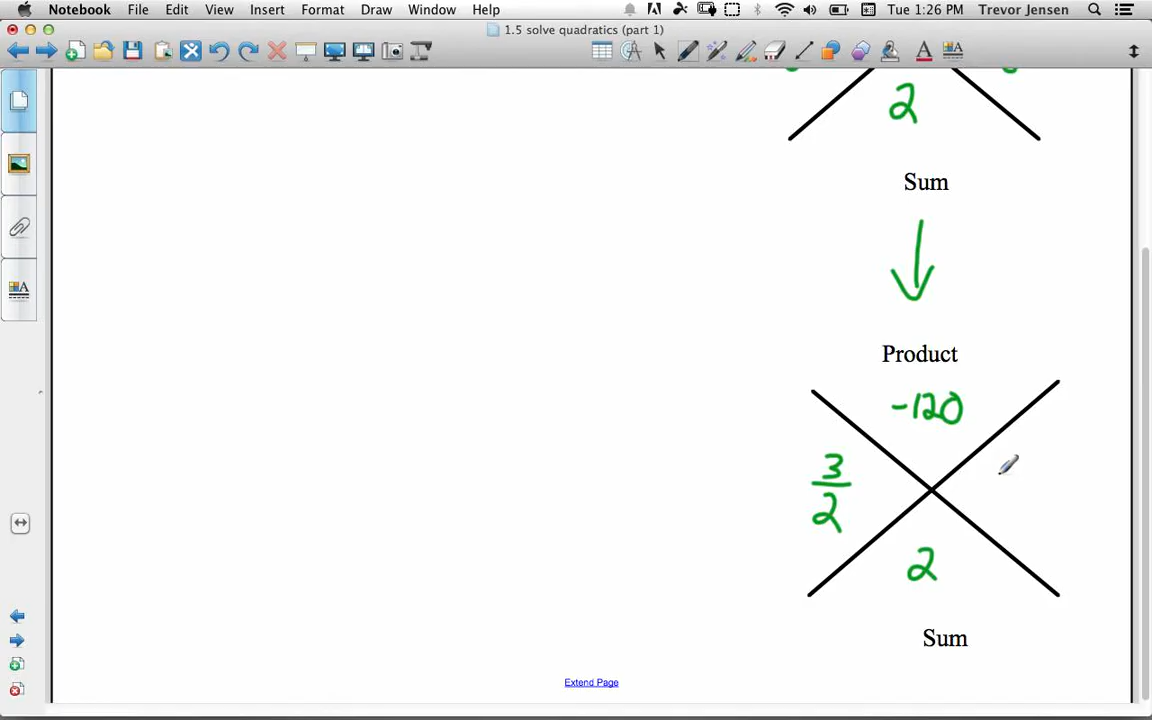 Notebook File Edit View Insert Format Draw Window Help Tue 1:26 PM Trevor Jensen
1.5 solve quadratics (part 1)
2
Sum
Product
-120
3
2
2
Sum
Extend Page